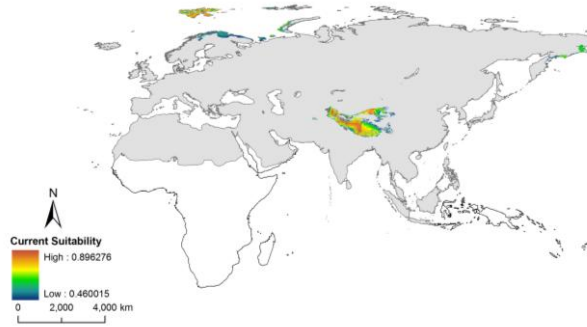 N
Current Suitability
High : 0.896276
Low : 0.460015
0 2,000 4,000 km